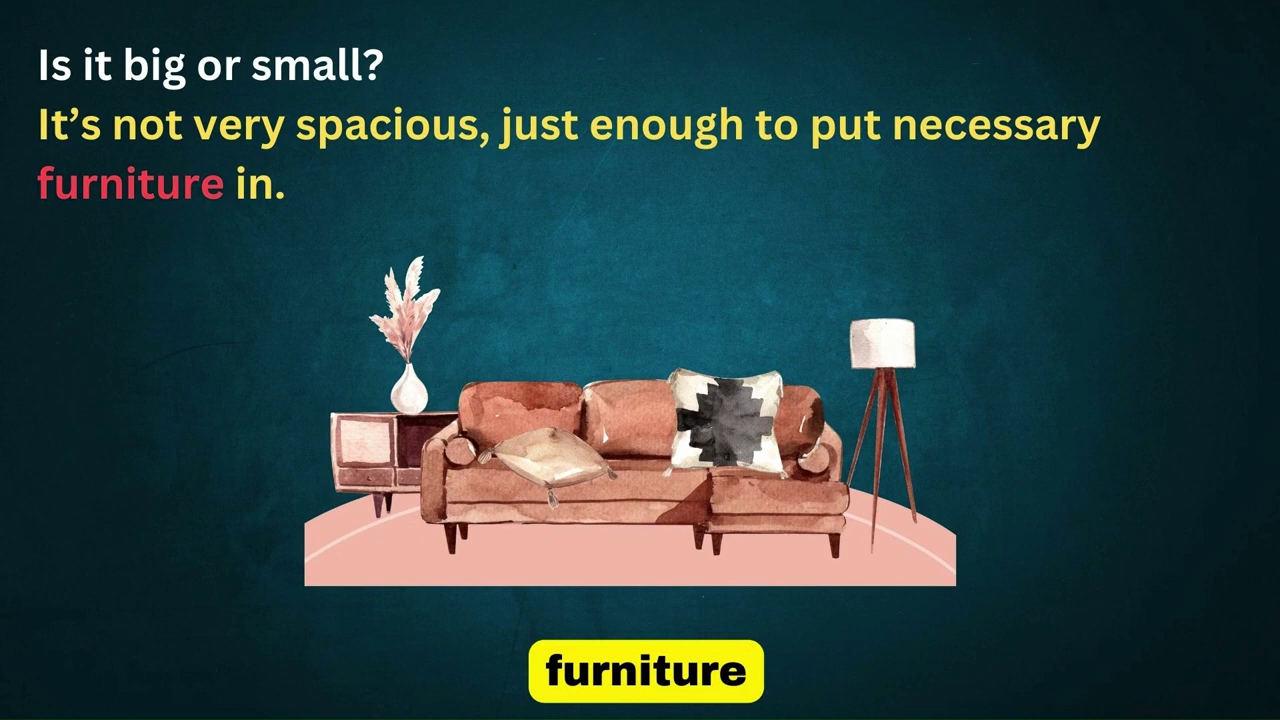 Is it big or small?
It’s not very spacious, just enough to put necessary
furniture in.
furniture